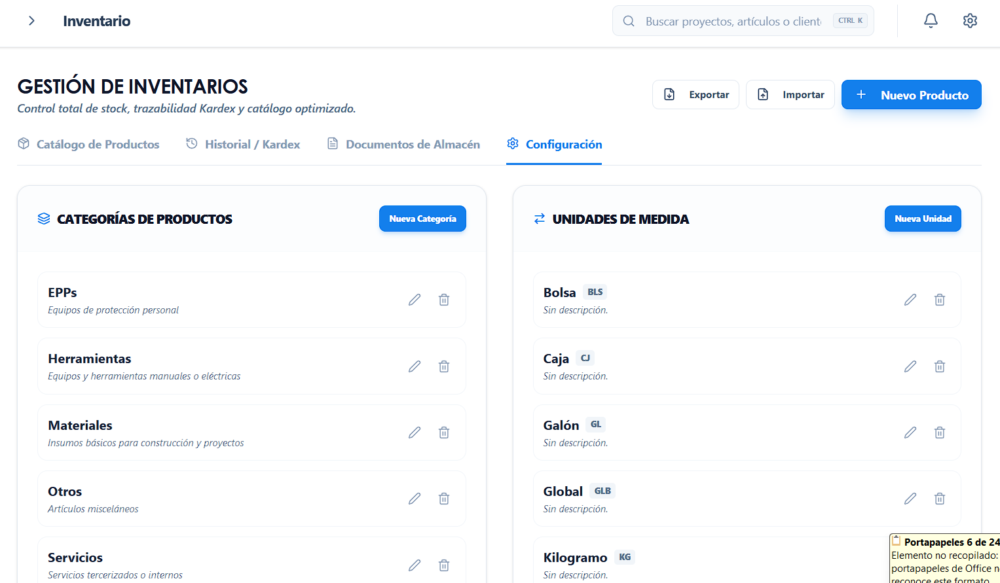 Inventario
Buscar proyectos, artículos o client
CTRL K
GESTIÓN DE INVENTARIOS
Control total de stock, trazabilidad Kardex y catálogo optimizado.
Exportar
Importar
Nuevo Producto
Catálogo de Productos
Historial / Kardex
Documentos de Almacén
Configuración
CATEGORÍAS DE PRODUCTOS
Nueva Categoría
EPPs
Equipos de protección personal
Herramientas
Equipos y herramientas manuales o eléctricas
Materiales
Insumos básicos para construcción y proyectos
Otros
Artículos misceláneos
Servicios
Servicios tercerizados o internos
UNIDADES DE MEDIDA
Nueva Unidad
Bolsa BLS
Sin descripción.
Caja CJ
Sin descripción.
Galón GL
Sin descripción.
Global GLB
Sin descripción.
Kilogramo KG
Sin descripción.
Portapapeles 6 de 24
Elemento no recopilado:
portapapeles de Office n
reconoce este formato